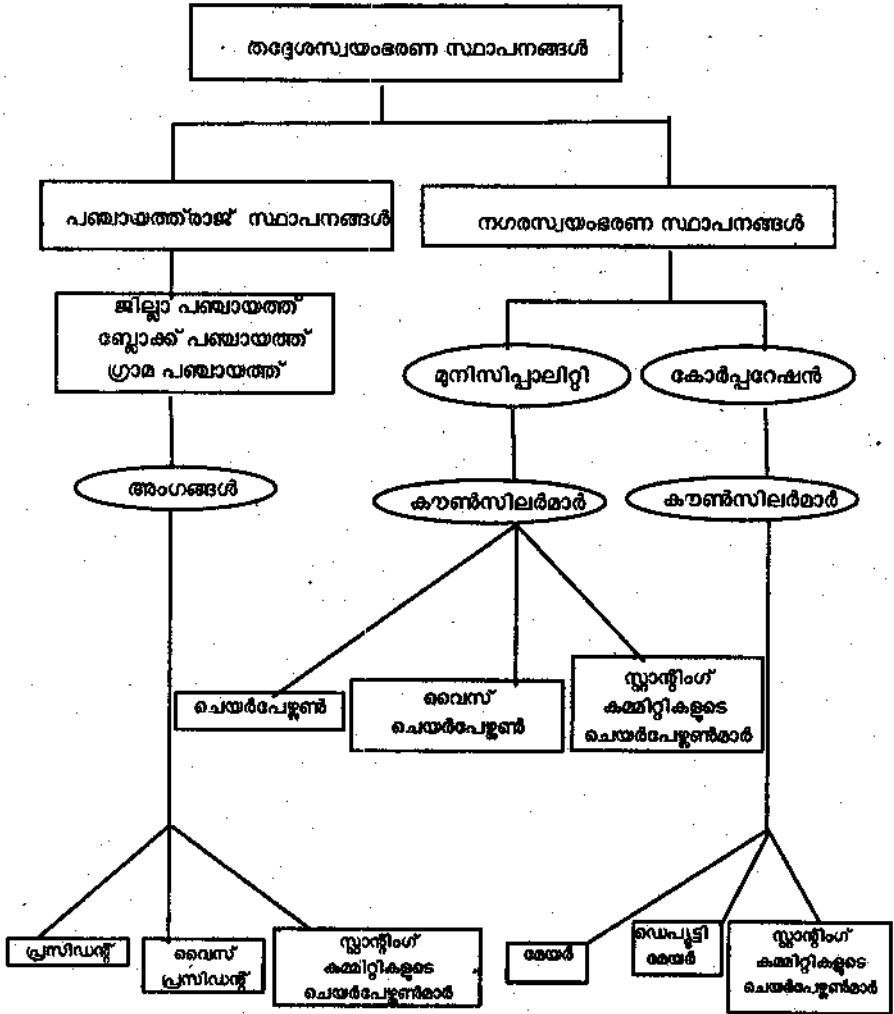 തദ്ദേശസ്വയംഭരണ സ്ഥാപനങ്ങൾ
പഞ്ചായത്ത്‌രാജ് സ്ഥാപനങ്ങൾ
നഗരസ്വയംഭരണ സ്ഥാപനങ്ങൾ
ജില്ലാ പഞ്ചായത്ത്
ബ്ലോക്ക് പഞ്ചായത്ത്
ഗ്രാമ പഞ്ചായത്ത്
മുനിസിപ്പാലിറ്റി
കോർപ്പറേഷൻ
അംഗങ്ങൾ
കൗൺസിലർമാർ
കൗൺസിലർമാർ
ചെയർപേഴ്സൺ
വൈസ്
ചെയർപേഴ്സൺ
സ്റ്റാന്റിംഗ്
കമ്മിറ്റികളുടെ
ചെയർപേഴ്സൺമാർ
പ്രസിഡന്റ്
വൈസ്
പ്രസിഡന്റ്
സ്റ്റാന്റിംഗ്
കമ്മിറ്റികളുടെ
ചെയർപേഴ്സൺമാർ
മേയർ
ഡെപ്യൂട്ടി
മേയർ
സ്റ്റാന്റിംഗ്
കമ്മിറ്റികളുടെ
ചെയർപേഴ്സൺമാർ